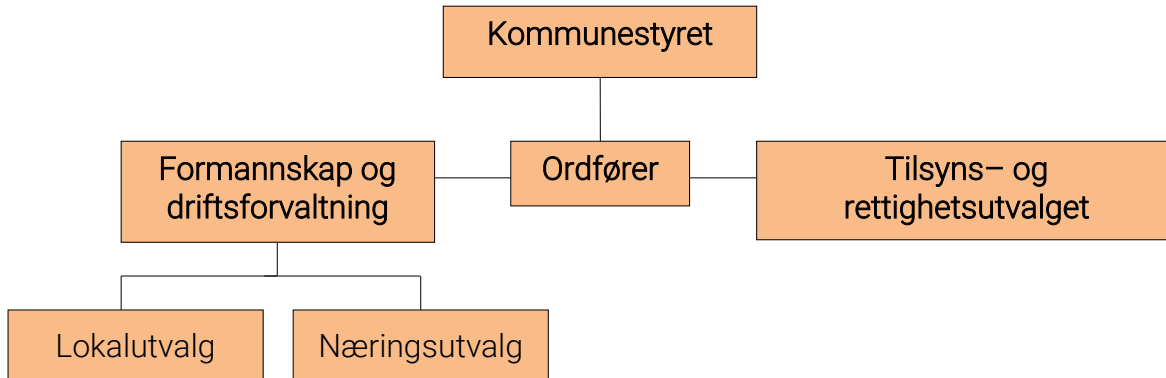 Kommunestyret
Formannskap og
driftsforvaltning
Ordfører
Tilsyns– og
rettighetsutvalget
Lokalutvalg
Næringsutvalg